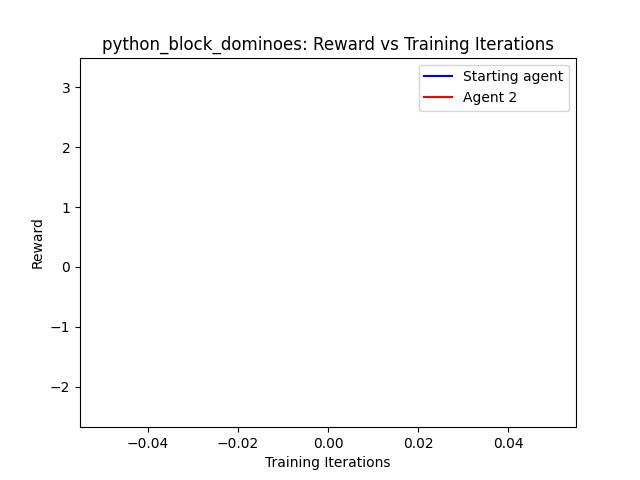 python_block_dominoes: Reward vs Training Iterations
Starting agent
Agent 2
Reward
3
2
1
0
−1
−2
−0.04
−0.02
0.00
0.02
0.04
Training Iterations